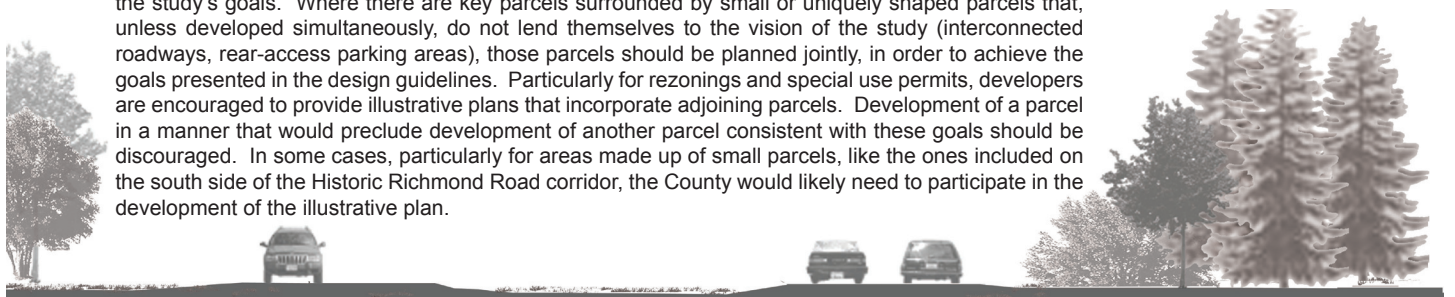 the study's goals. Where there are key parcels surrounded by small or uniquely shaped parcels that,
unless developed simultaneously, do not lend themselves to the vision of the study (interconnected
roadways, rear-access parking areas), those parcels should be planned jointly, in order to achieve the
goals presented in the design guidelines. Particularly for rezonings and special use permits, developers
are encouraged to provide illustrative plans that incorporate adjoining parcels. Development of a parcel
in a manner that would preclude development of another parcel consistent with these goals should be
discouraged. In some cases, particularly for areas made up of small parcels, like the ones included on
the south side of the Historic Richmond Road corridor, the County would likely need to participate in the
development of the illustrative plan.